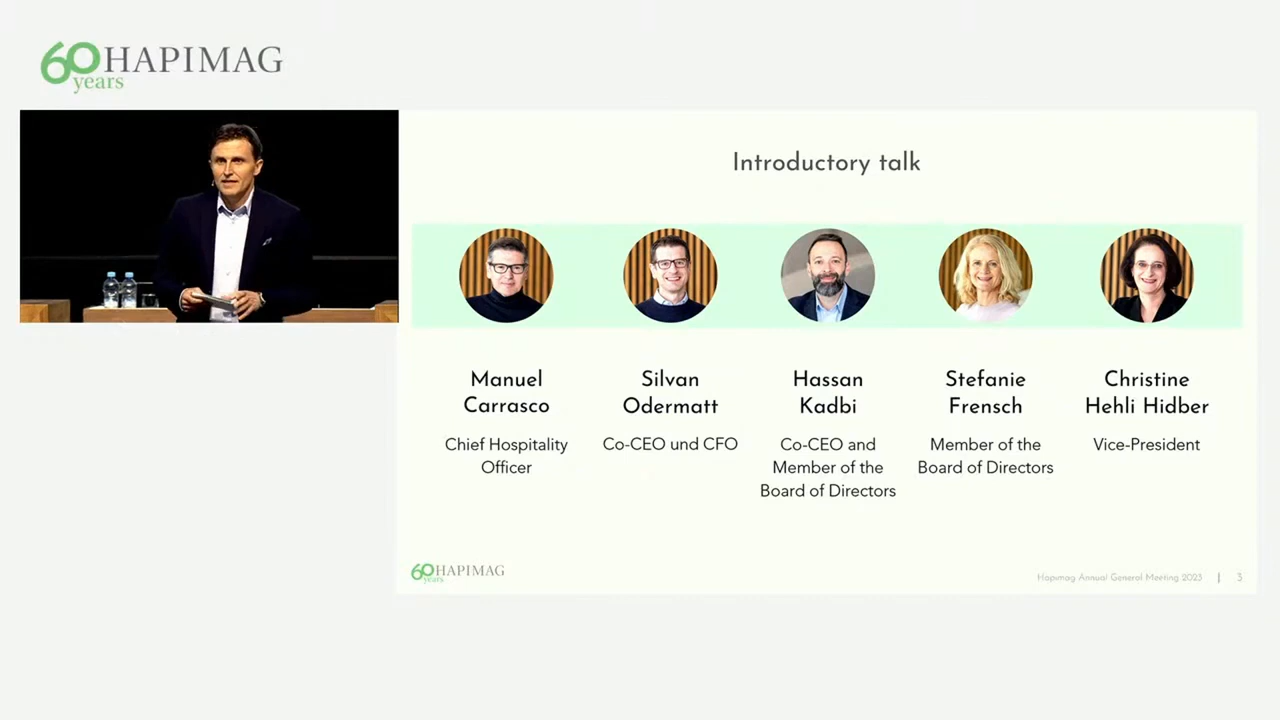 60 HAPIMAG
years
Introductory talk
Manuel
Carrasco
Chief Hospitality
Officer
Silvan
Odermatt
Co-CEO und CFO
Hassan
Kadbi
Co-CEO and
Member of the
Board of Directors
Stefanie
Frensch
Member of the
Board of Directors
Christine
Hehli Hidber
Vice-President
60 HAPIMAG
years
Hapimag Annual General Meeting 2023 | 3